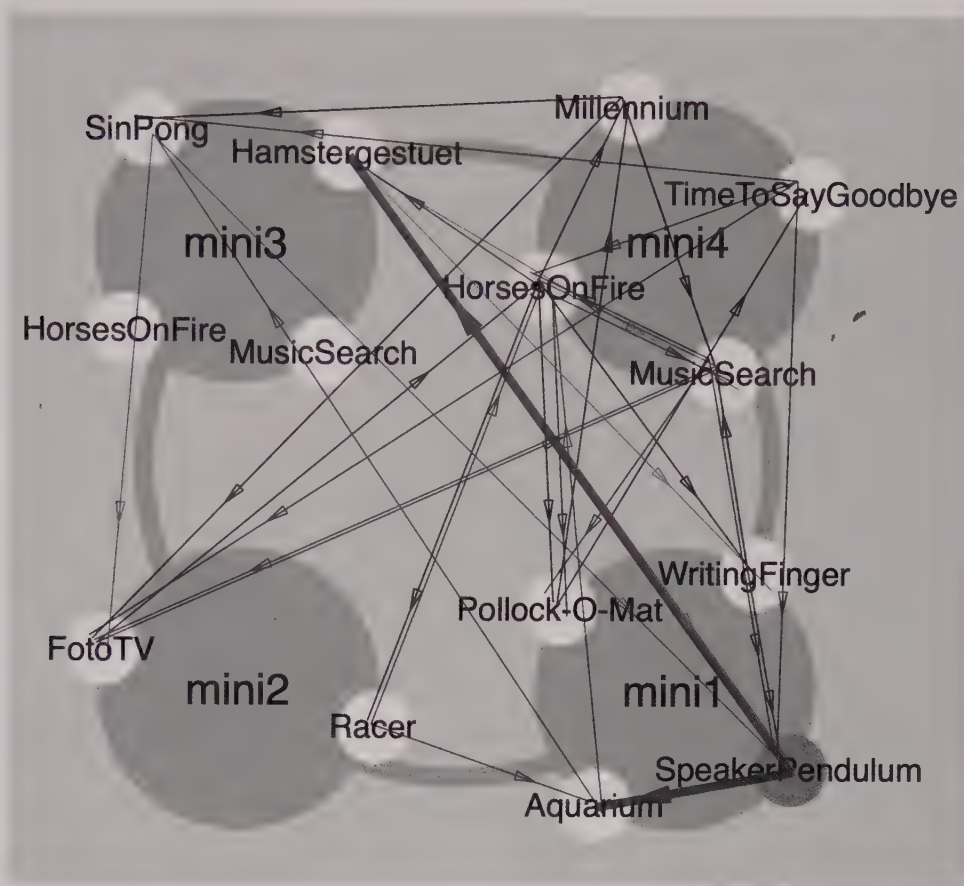 Millennium
SinPong
Hamstergestuet
TimeToSayGoodbye
mini3
mini4
HorsesOnFire
HorsesOnFire
MusicSearch
MusicSearch
WritingFinger
Pollock-O-Mat
FotoTV
mini2
mini1
Racer
SpeakerPendulum
Aquarium